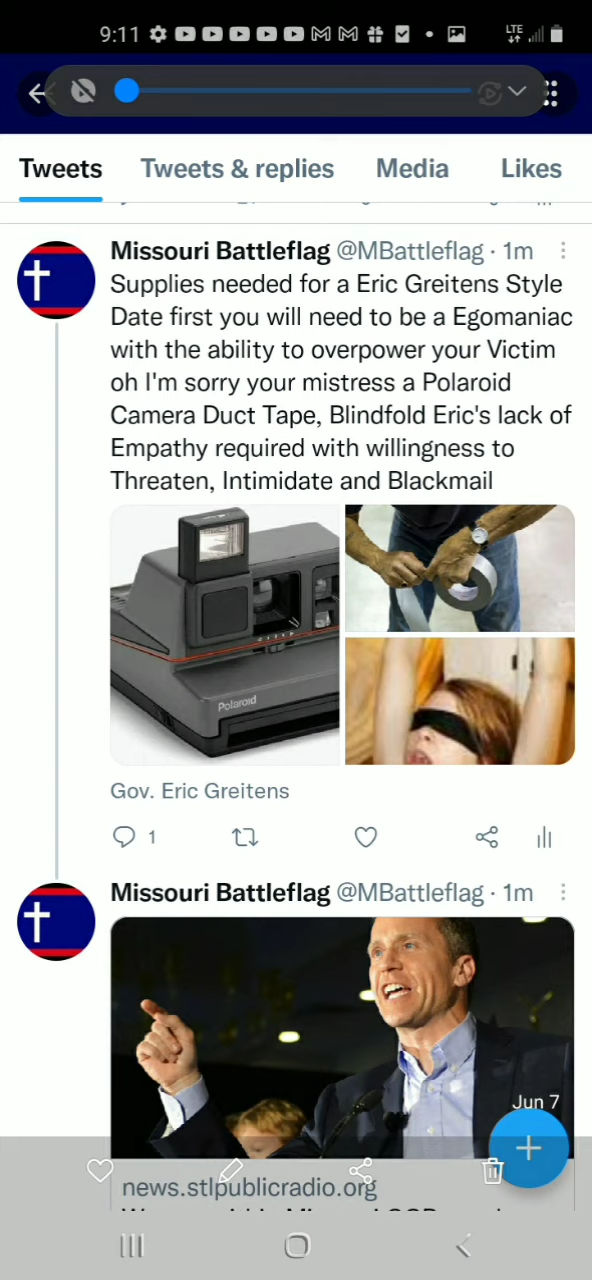 9:11
LTE
Tweets Tweets & replies Media Likes
Missouri Battleflag @MBattleflag · 1m
Supplies needed for a Eric Greitens Style
Date first you will need to be a Egomaniac
with the ability to overpower your Victim
oh I'm sorry your mistress a Polaroid
Camera Duct Tape, Blindfold Eric's lack of
Empathy required with willingness to
Threaten, Intimidate and Blackmail
Polaroid
Gov. Eric Greitens
1
Missouri Battleflag @MBattleflag · 1m
Jun 7
news.stlpublicradio.org